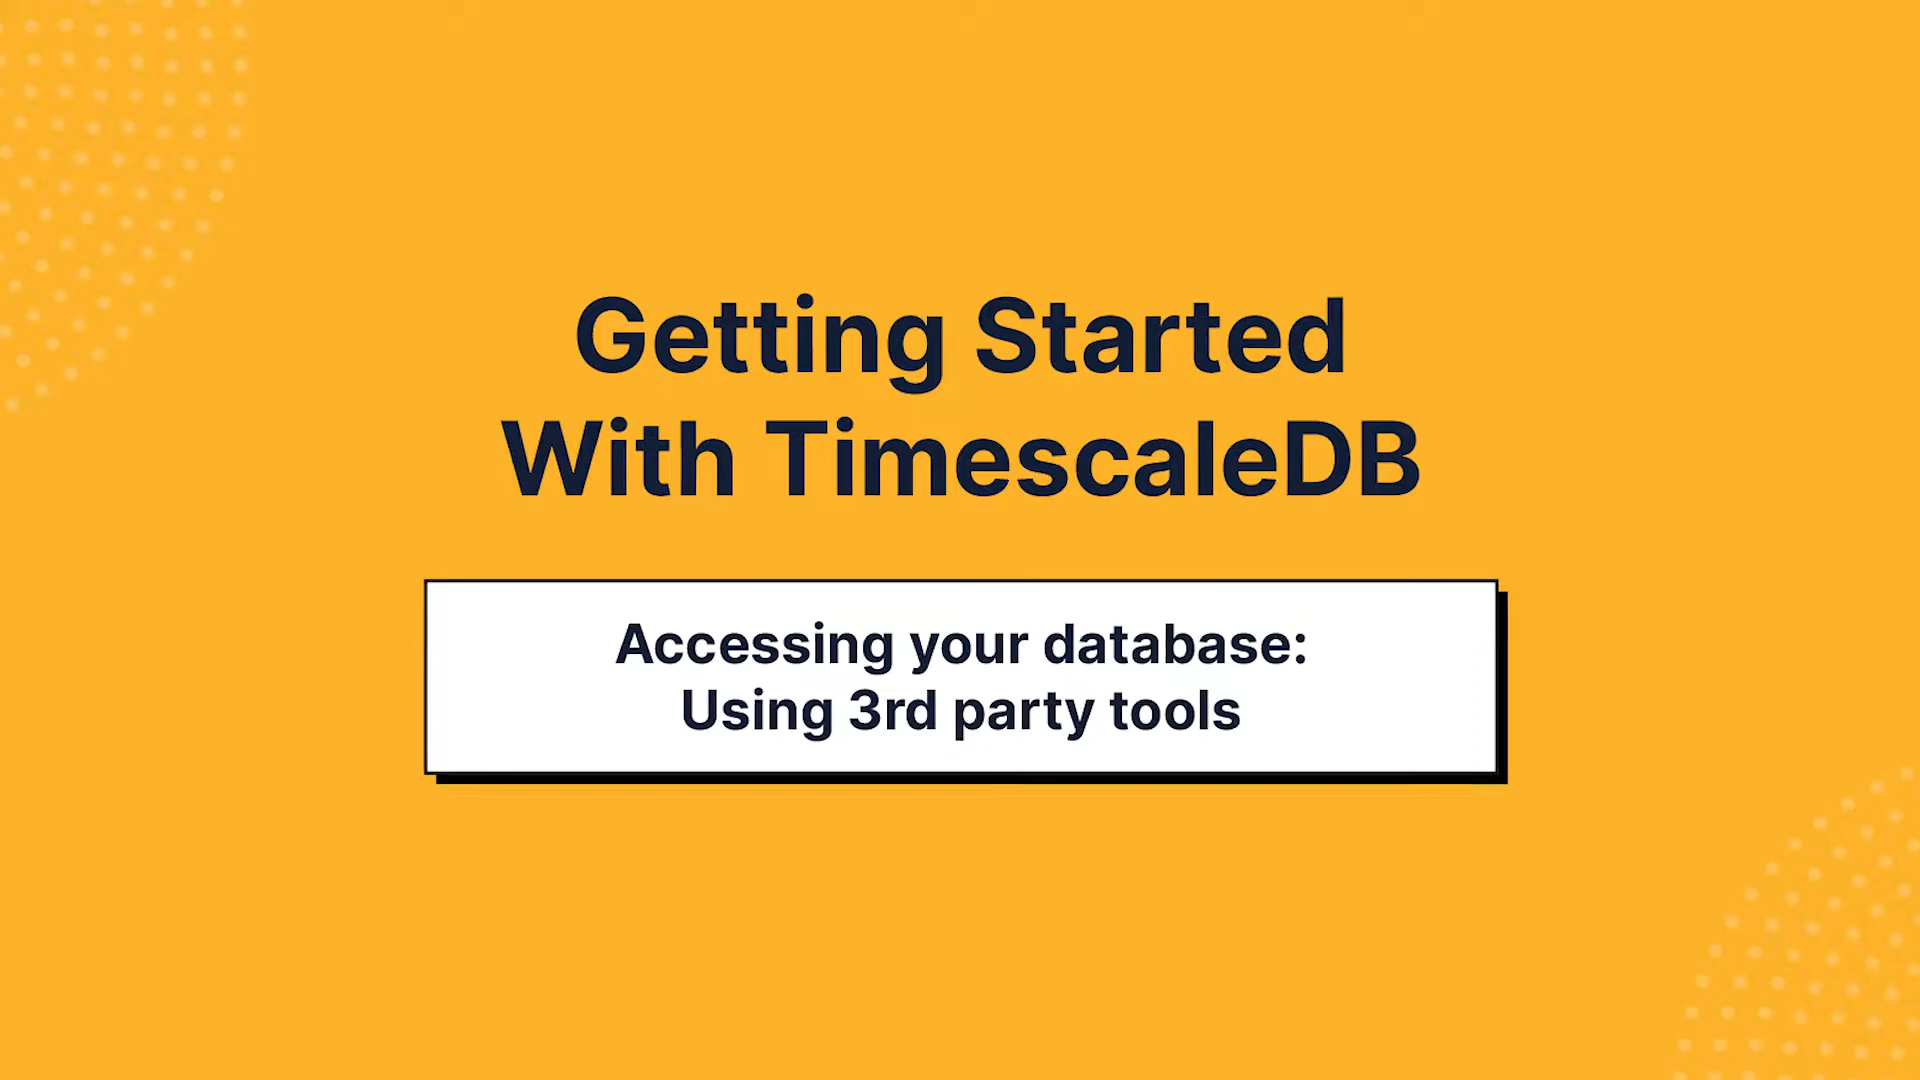 Getting Started
With TimescaleDB
Accessing your database:
Using 3rd party tools